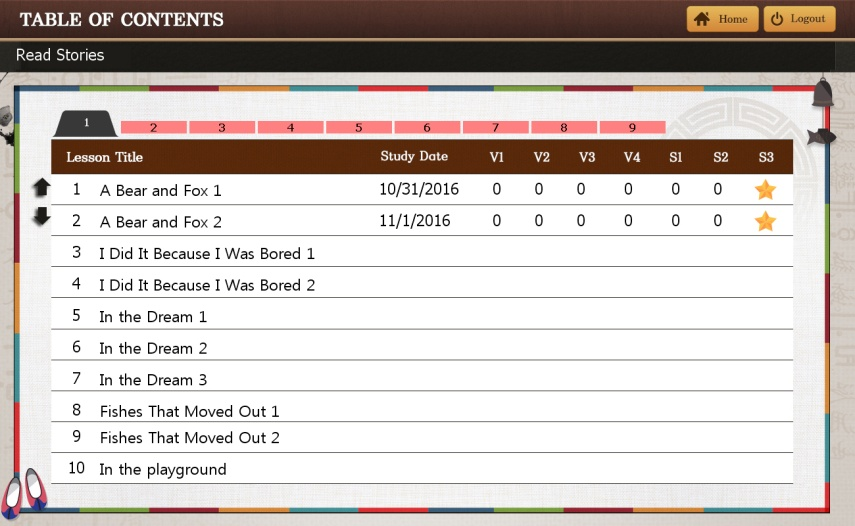 TABLE OF CONTENTS Home Logout
Read Stories
1 2 3 4 5 6 7 8 9
Lesson Title Study Date V1 V2 V3 V4 S1 S2 S3
1 A Bear and Fox 1 10/31/2016 0 0 0 0 0 0
2 A Bear and Fox 2 11/1/2016 0 0 0 0 0 0
3 I Did It Because I Was Bored 1
4 I Did It Because I Was Bored 2
5 In the Dream 1
6 In the Dream 2
7 In the Dream 3
8 Fishes That Moved Out 1
9 Fishes That Moved Out 2
10 In the playground